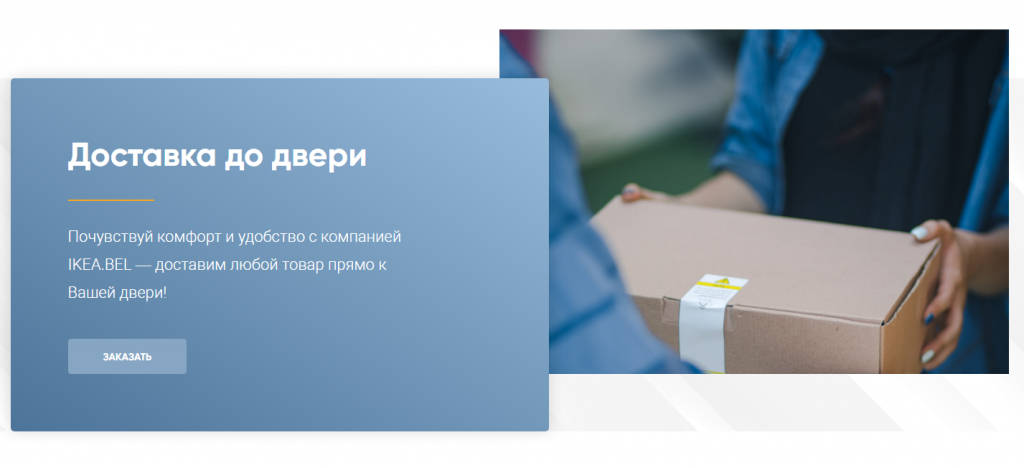 Доставка до двери
Почувствуй комфорт и удобство с компанией
IKEA.BEL — доставим любой товар прямо к
Вашей двери!
ЗАКАЗАТЬ